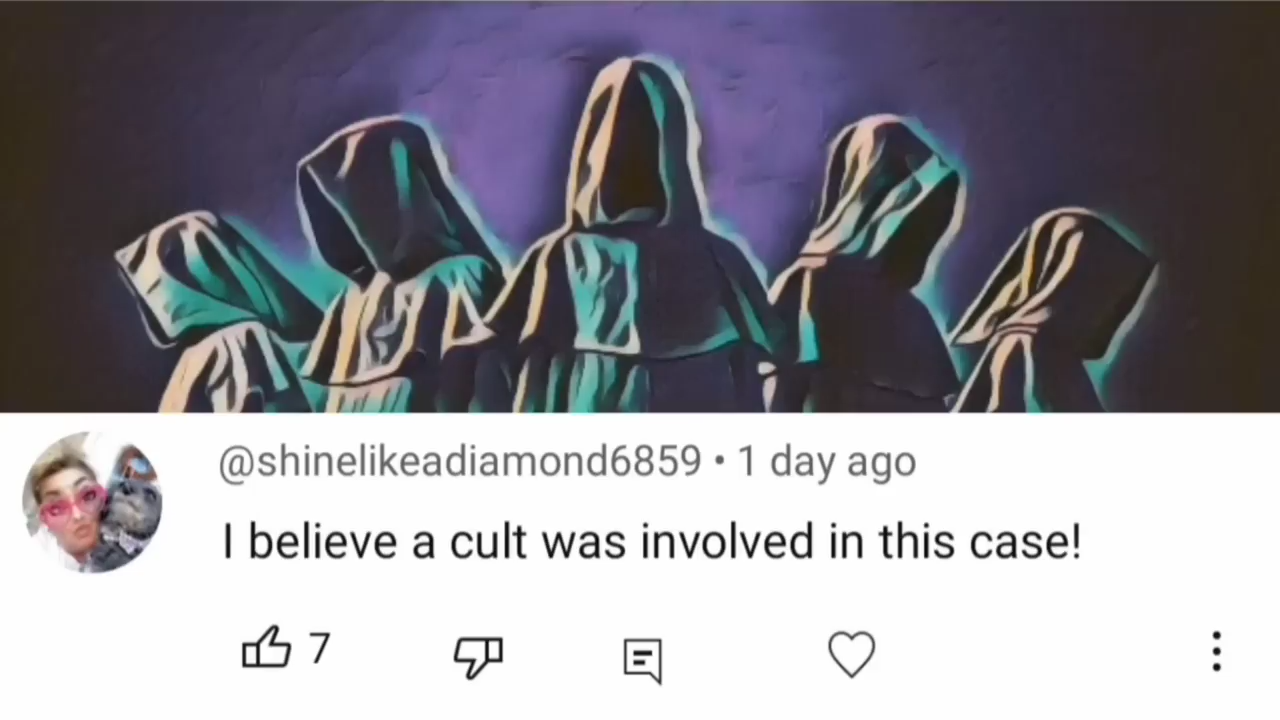 @shinelikeadiamond6859 • 1 day ago
I believe a cult was involved in this case!
7